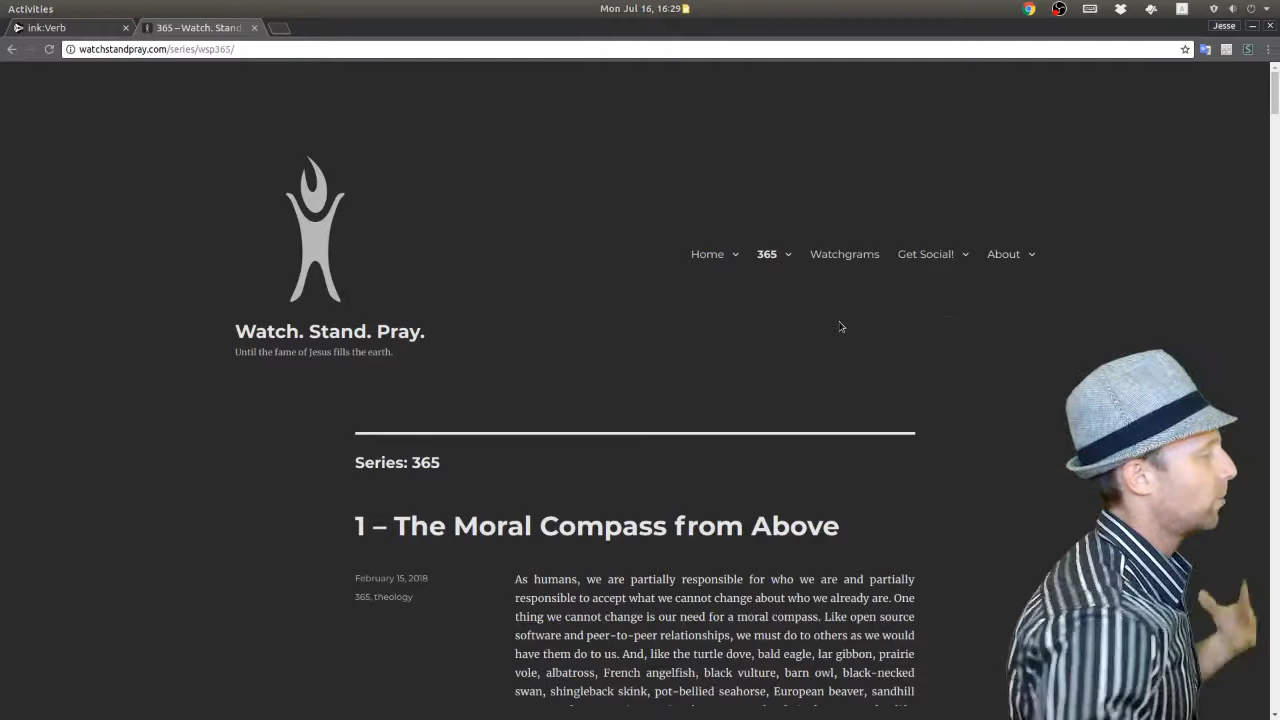 Activities
Mon Jul 16, 16:29
ink:Verb
365 – Watch. Stand.
Jesse
watchstandpray.com/series/wsp365/
Home
365
Watchgrams
Get Social!
About
Watch. Stand. Pray.
Until the fame of Jesus fills the earth.
Series: 365
1 – The Moral Compass from Above
February 15, 2018
365, theology
As humans, we are partially responsible for who we are and partially
responsible to accept what we cannot change about who we already are. One
thing we cannot change is our need for a moral compass. Like open source
software and peer-to-peer relationships, we must do to others as we would
have them do to us. And, like the turtle dove, bald eagle, lar gibbon, prairie
vole, albatross, French angelfish, black vulture, barn owl, black-necked
swan, shingleback skink, pot-bellied seahorse, European beaver, sandhill